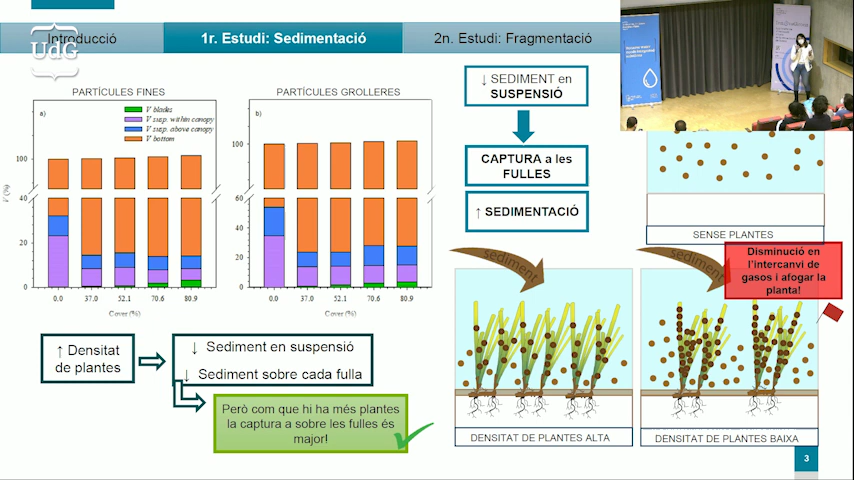 Introducció
1r. Estudi: Sedimentació
2n. Estudi: Fragmentació
UdG
PARTÍCULES FINES
PARTÍCULES GROLLERES
a)
V blades
V susp. within canopy
V susp. above canopy
V bottom
b)
V (%)
100
40
20
0
0.0 37.0 52.1 70.6 80.9
Cover (%)
100
60
40
20
0
0.0 37.0 52.1 70.6 80.9
Cover (%)
↓ SEDIMENT en
SUSPENSIÓ
CAPTURA a les
FULLES
↑ SEDIMENTACIÓ
SENSE PLANTES
sediment
sediment
Disminució en
l'intercanvi de
gasos i afogar la
planta!
DENSITAT DE PLANTES ALTA
DENSITAT DE PLANTES BAIXA
↑ Densitat
de plantes
↓ Sediment en suspensió
↓ Sediment sobre cada fulla
Però com que hi ha més plantes
la captura a sobre les fulles és
major!
3